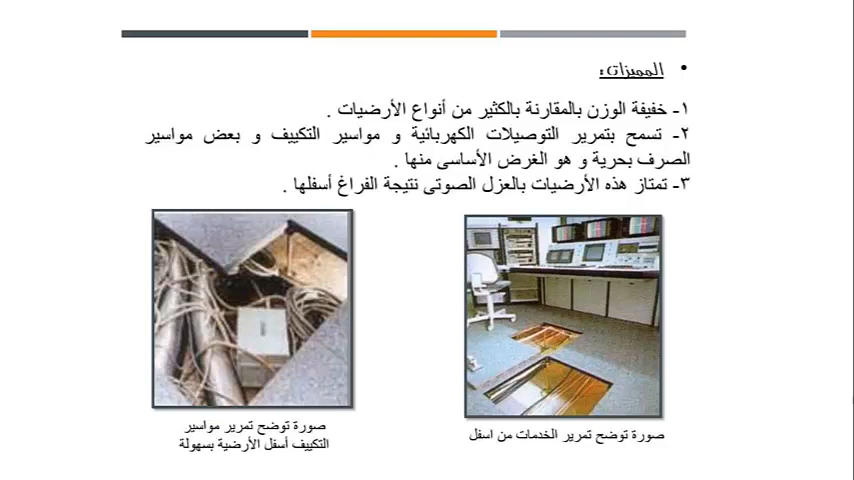 • المميزات:
١- خفيفة الوزن بالمقارنة بالكثير من أنواع الأرضيات .
٢- تسمح بتمرير التوصيلات الكهربائية و مواسير التكييف و بعض مواسير
الصرف بحرية و هو الغرض الأساسى منها .
٣- تمتاز هذه الأرضيات بالعزل الصوتى نتيجة الفراغ أسفلها .
صورة توضح تمرير الخدمات من اسفل
صورة توضح تمرير مواسير
التكييف أسفل الأرضية بسهولة